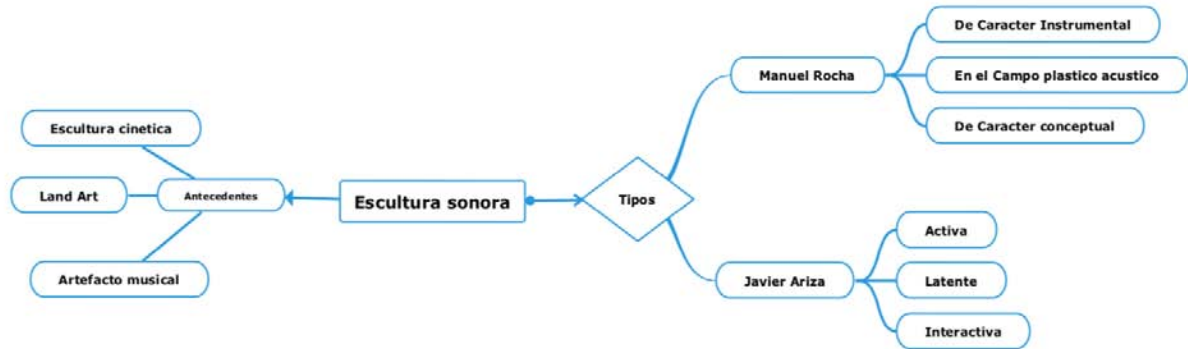 De Caracter Instrumental
Manuel Rocha
En el Campo plastico acustico
De Caracter conceptual
Escultura cinetica
Land Art
Antecedentes
Escultura sonora
Tipos
Artefacto musical
Activa
Javier Ariza
Latente
Interactiva